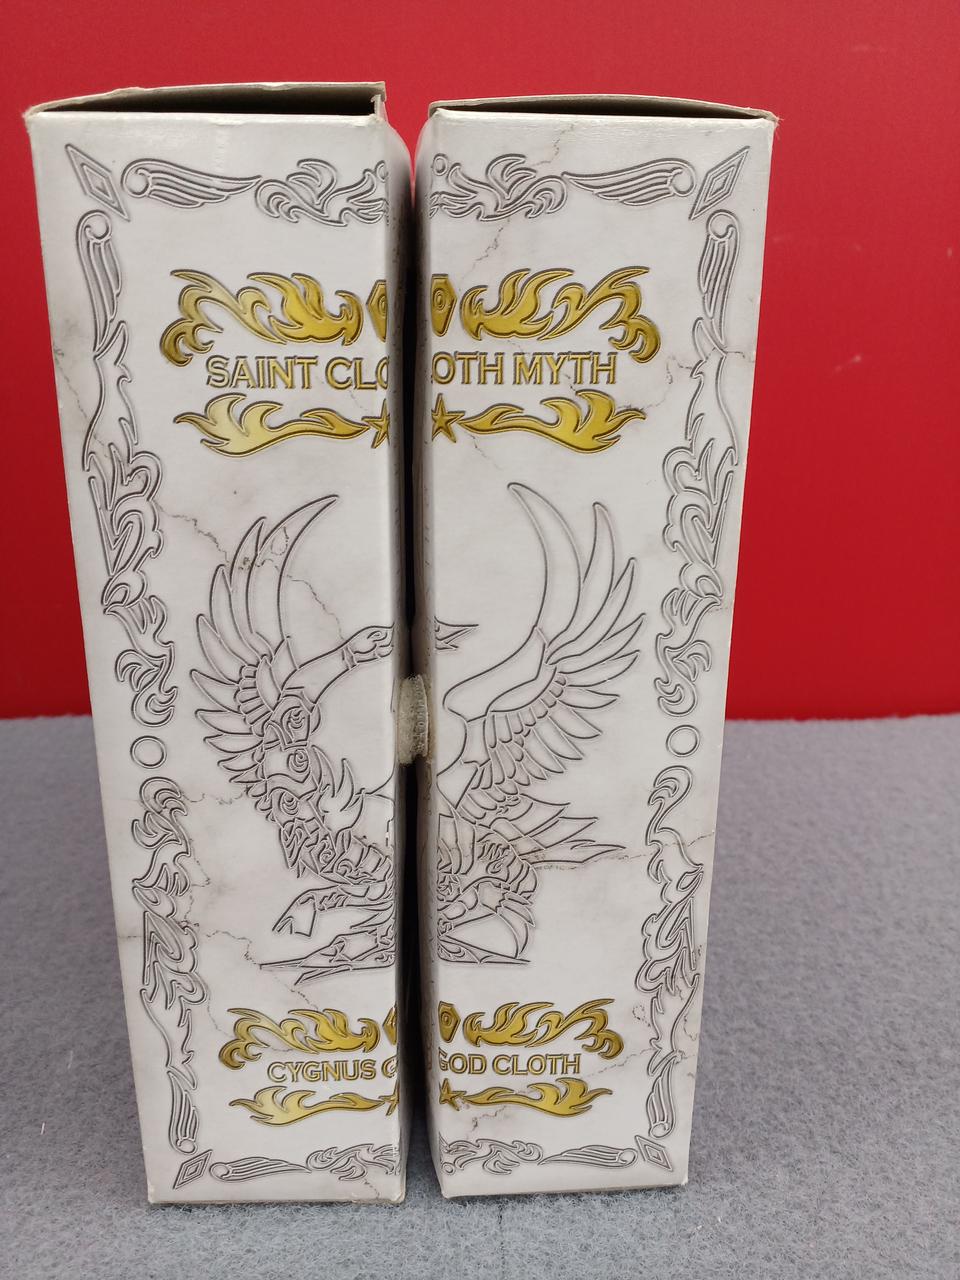 SAINT CLO
OTH MYTH
CYGNUS G
GOD CLOTH